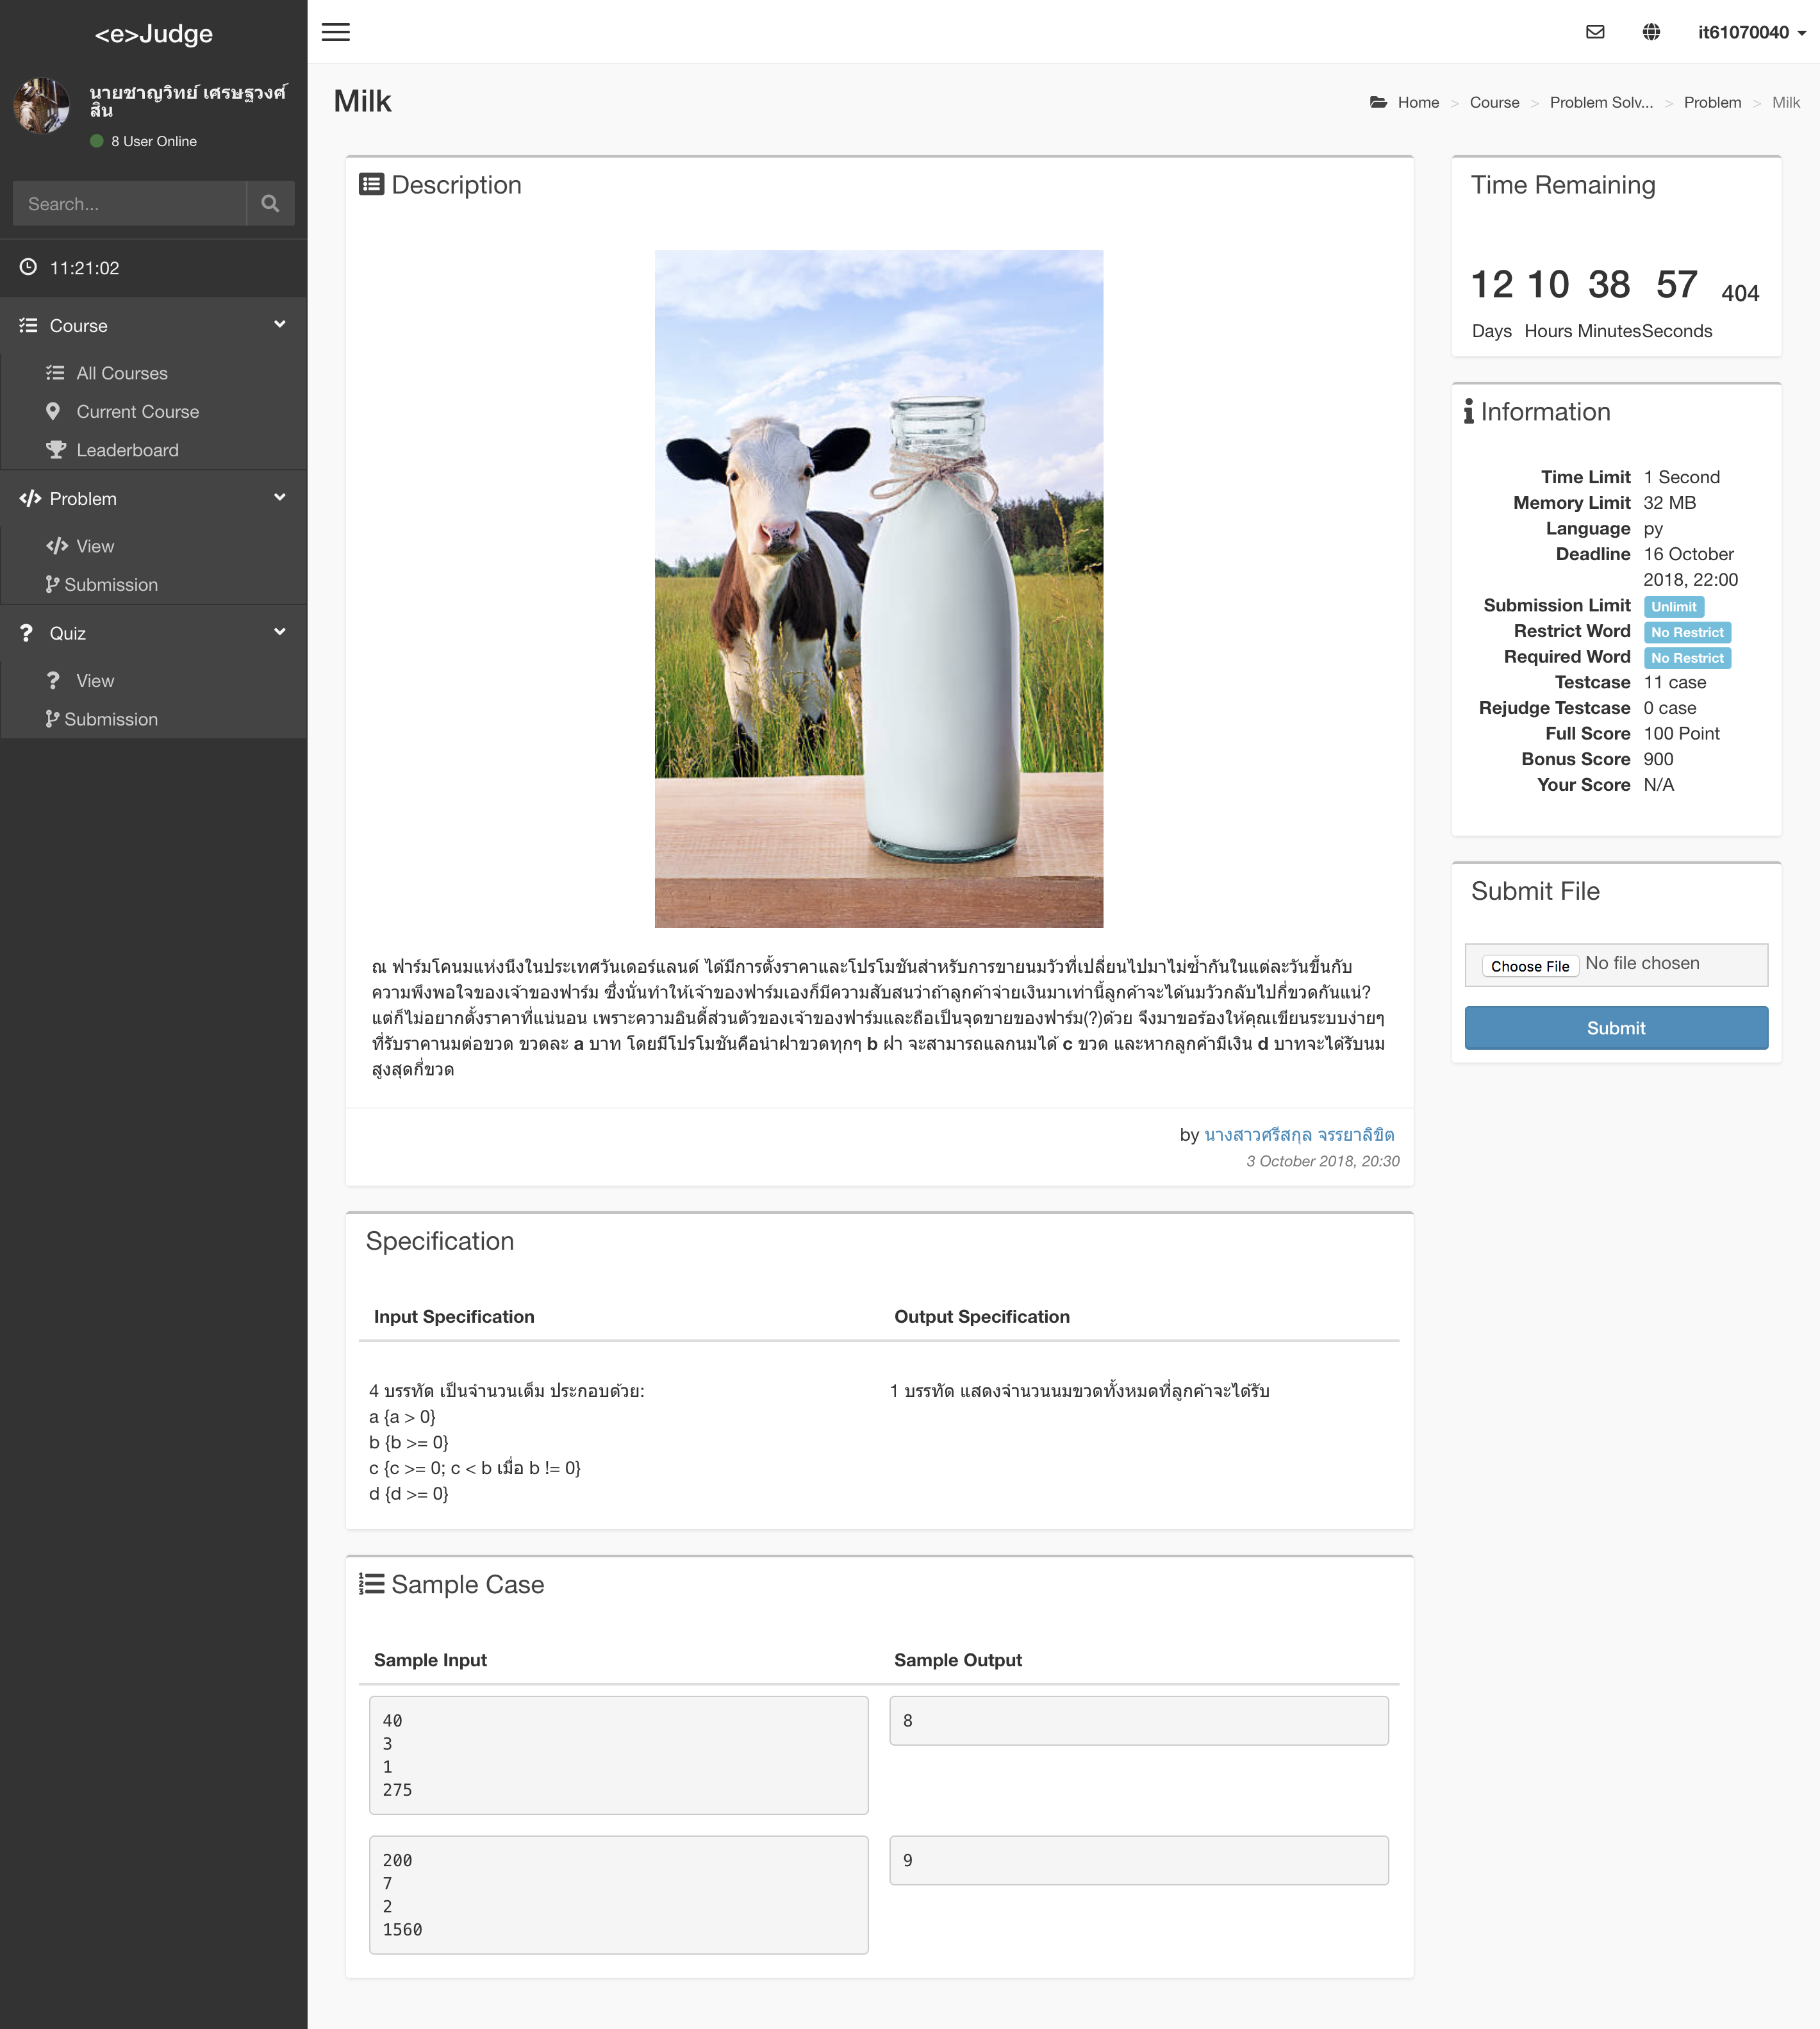 <e>Judge
นายชาญวิทย์ เศรษฐวงศ์
สิน
8 User Online
Search...
11:21:02
Course
All Courses
Current Course
Leaderboard
Problem
View
Submission
Quiz
View
Submission
it61070040
Milk
Home > Course > Problem Solv... > Problem > Milk
Description
ณ ฟาร์มโคนมแห่งนึงในประเทศวันเดอร์แลนด์ ได้มีการตั้งราคาและโปรโมชันสำหรับการขายนมวัวที่เปลี่ยนไปมาไม่ซ้ำกันในแต่ละวันขึ้นกับ
ความพึงพอใจของเจ้าของฟาร์ม ซึ่งนั่นทำให้เจ้าของฟาร์มเองก็มีความสับสนว่าถ้าลูกค้าจ่ายเงินมาเท่านี้ลูกค้าจะได้นมวัวกลับไปกี่ขวดกันแน่?
แต่ก็ไม่อยากตั้งราคาที่แน่นอน เพราะความอินดี้ส่วนตัวของเจ้าของฟาร์มและถือเป็นจุดขายของฟาร์ม(?)ด้วย จึงมาขอร้องให้คุณเขียนระบบง่ายๆ
ที่รับราคานมต่อขวด ขวดละ a บาท โดยมีโปรโมชันคือนำฝาขวดทุกๆ b ฝา จะสามารถแลกนมได้ c ขวด และหากลูกค้ามีเงิน d บาทจะได้รับนม
สูงสุดกี่ขวด
by นางสาวศรีสกุล จรรยาลิขิต
3 October 2018, 20:30
Specification
Input Specification
Output Specification
4 บรรทัด เป็นจำนวนเต็ม ประกอบด้วย:
a {a > 0}
b {b >= 0}
c {c >= 0; c < b เมื่อ b != 0}
d {d >= 0}
1 บรรทัด แสดงจำนวนนมขวดทั้งหมดที่ลูกค้าจะได้รับ
Sample Case
Sample Input
Sample Output
40
3
1
275
8
200
7
2
1560
9
Time Remaining
12 10 38 57 404
Days Hours Minutes Seconds
Information
Time Limit 1 Second
Memory Limit 32 MB
Language py
Deadline 16 October
2018, 22:00
Submission Limit Unlimit
Restrict Word No Restrict
Required Word No Restrict
Testcase 11 case
Rejudge Testcase 0 case
Full Score 100 Point
Bonus Score 900
Your Score N/A
Submit File
Choose File No file chosen
Submit